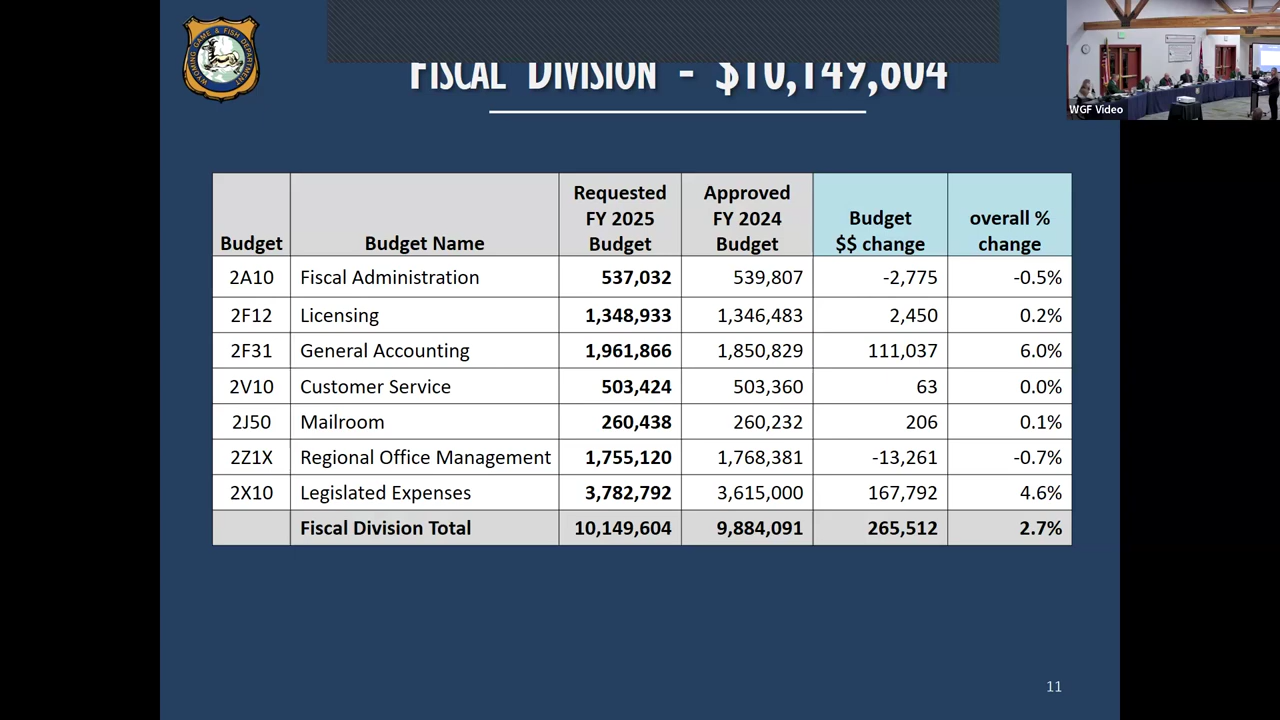 WYOMING GAME & FISH DEPARTMENT
FISCAL DIVISION - $10,149,604
WGF Video
Budget Budget Name Requested FY 2025 Budget Approved FY 2024 Budget Budget $$ change overall % change
2A10 Fiscal Administration 537,032 539,807 -2,775 -0.5%
2F12 Licensing 1,348,933 1,346,483 2,450 0.2%
2F31 General Accounting 1,961,866 1,850,829 111,037 6.0%
2V10 Customer Service 503,424 503,360 63 0.0%
2J50 Mailroom 260,438 260,232 206 0.1%
2Z1X Regional Office Management 1,755,120 1,768,381 -13,261 -0.7%
2X10 Legislated Expenses 3,782,792 3,615,000 167,792 4.6%
Fiscal Division Total 10,149,604 9,884,091 265,512 2.7%
11